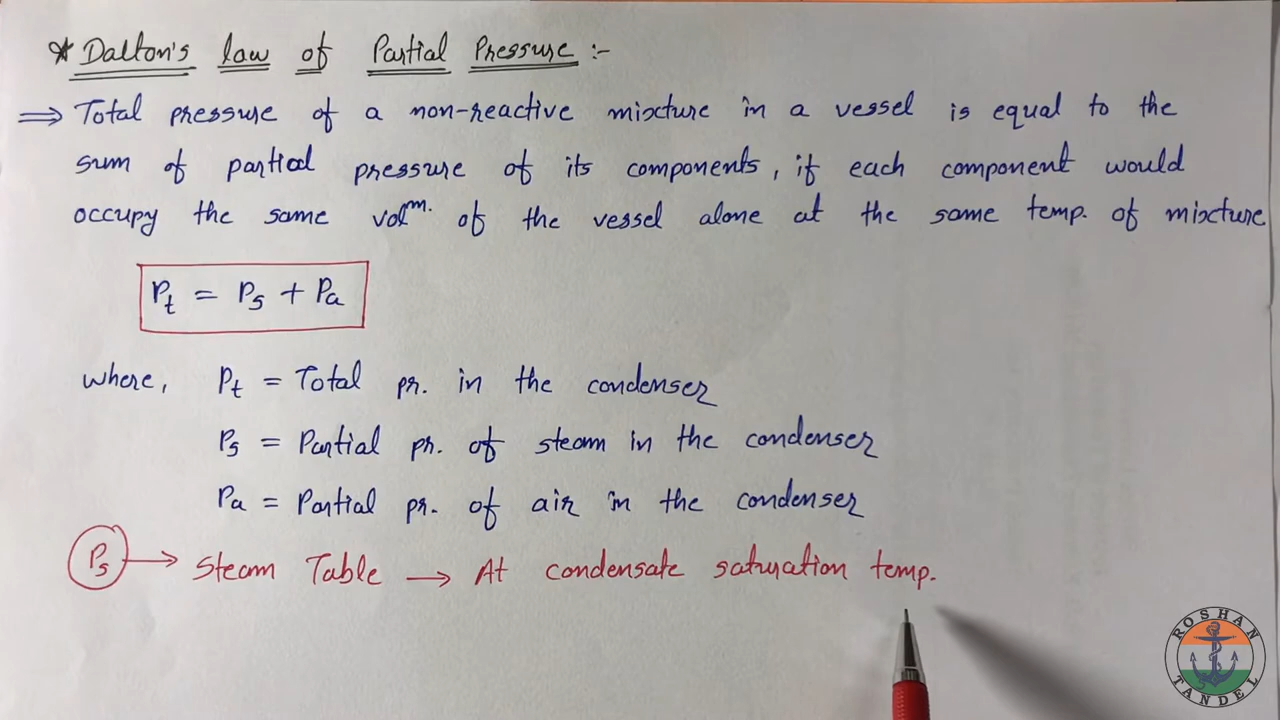 * Dalton's law of Partial Pressure :-
⇒ Total pressure of a non-reactive mixture in a vessel is equal to the
sum of partial pressure of its components, if each component would
occupy the same volm. of the vessel alone at the same temp. of mixture
Pt = Ps + Pa
where, Pt = Total pr. in the condenser
Ps = Partial pr. of steam in the condenser
Pa = Partial pr. of air in the condenser
Ps → Steam Table → At condensate saturation temp.
ROSHAN
TANDEL